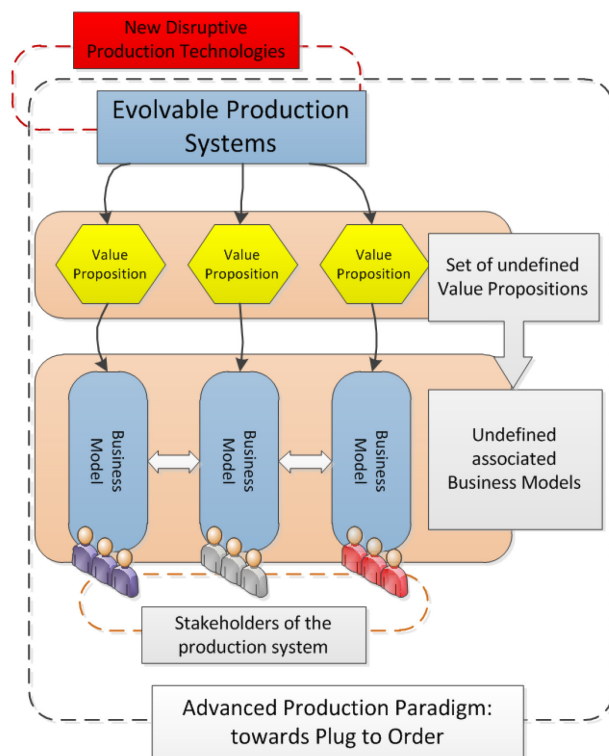 New Disruptive
Production Technologies
Evolvable Production
Systems
Value
Proposition
Value
Proposition
Value
Proposition
Set of undefined
Value Propositions
Business
Model
Business
Model
Business
Model
Undefined
associated
Business Models
Stakeholders of the
production system
Advanced Production Paradigm:
towards Plug to Order